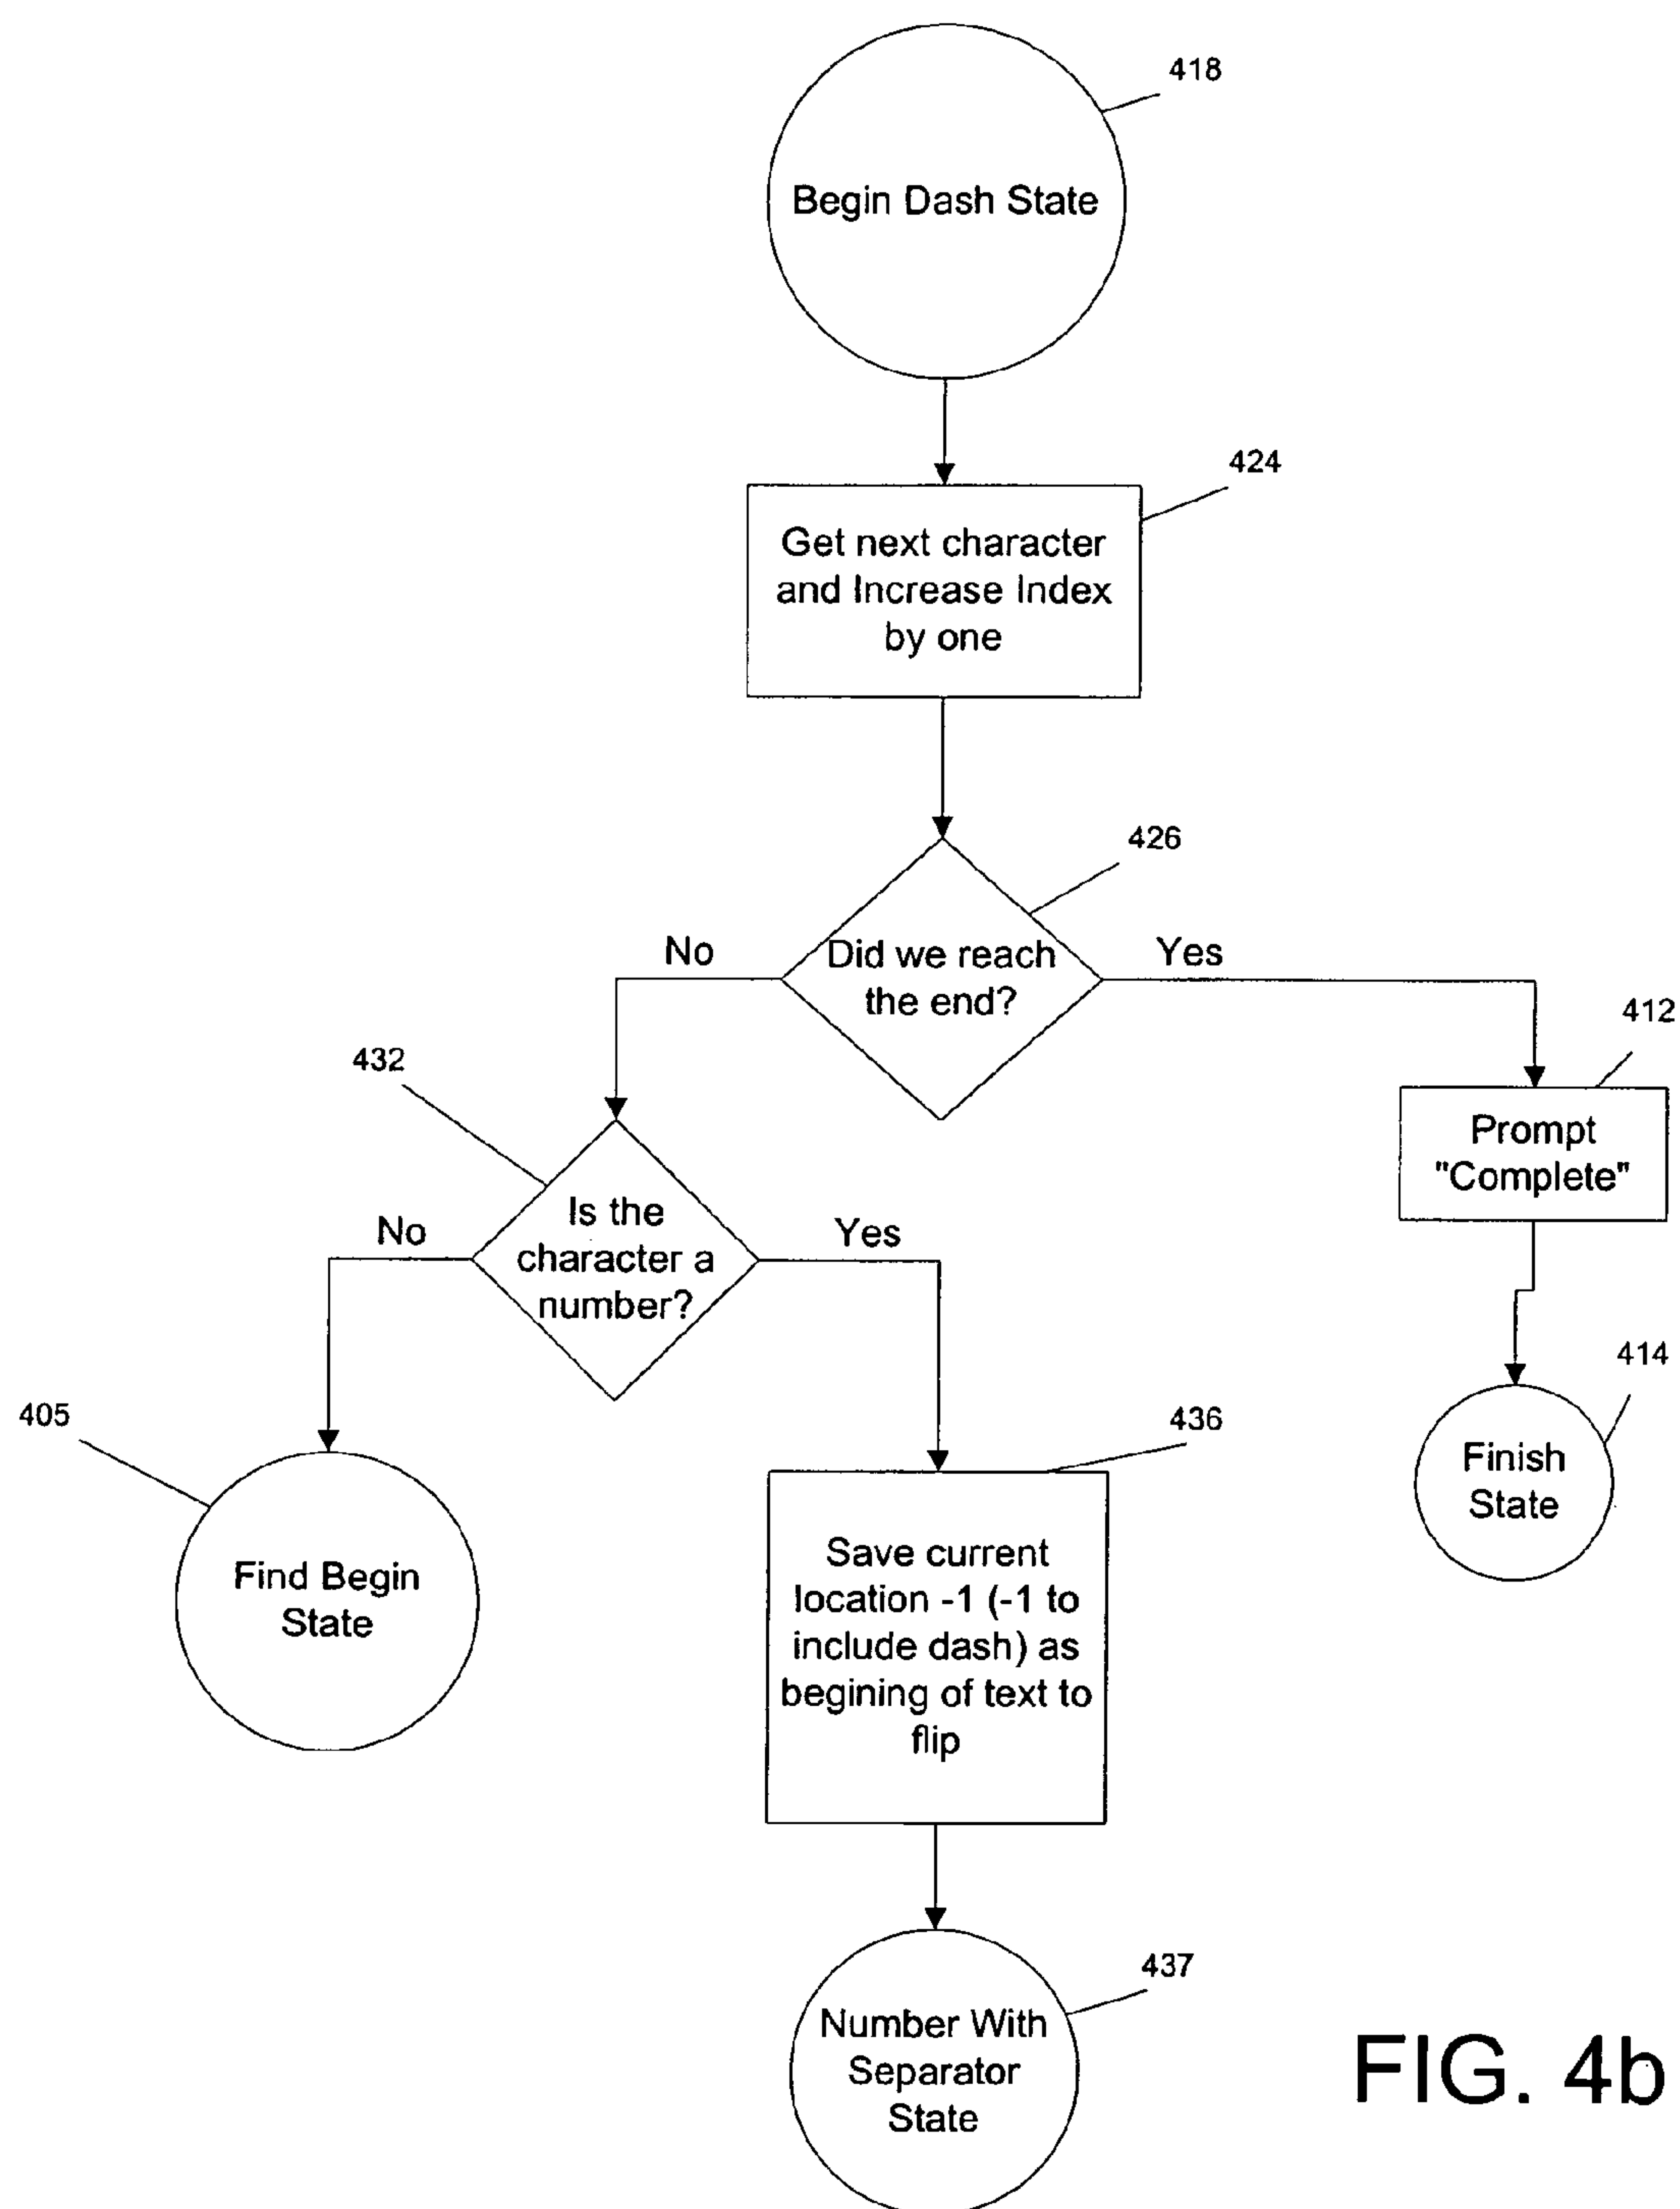 418
Begin Dash State
424
Get next character
and Increase Index
by one
426
No
Did we reach
the end?
Yes
412
432
Prompt
"Complete"
No
Is the
character a
number?
Yes
414
405
436
Finish
State
Find Begin
State
Save current
location -1 (-1 to
include dash) as
begining of text to
flip
437
Number With
Separator
State
FIG. 4b